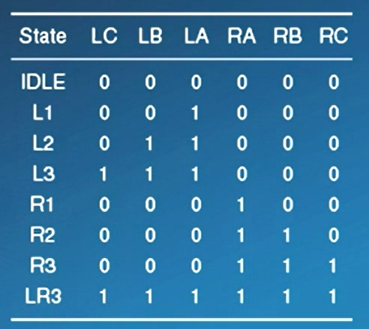 State LC LB LA RA RB RC
IDLE 0 0 0 0 0 0
L1 0 0 1 0 0 0
L2 0 1 1 0 0 0
L3 1 1 1 0 0 0
R1 0 0 0 1 0 0
R2 0 0 0 1 1 0
R3 0 0 0 1 1 1
LR3 1 1 1 1 1 1